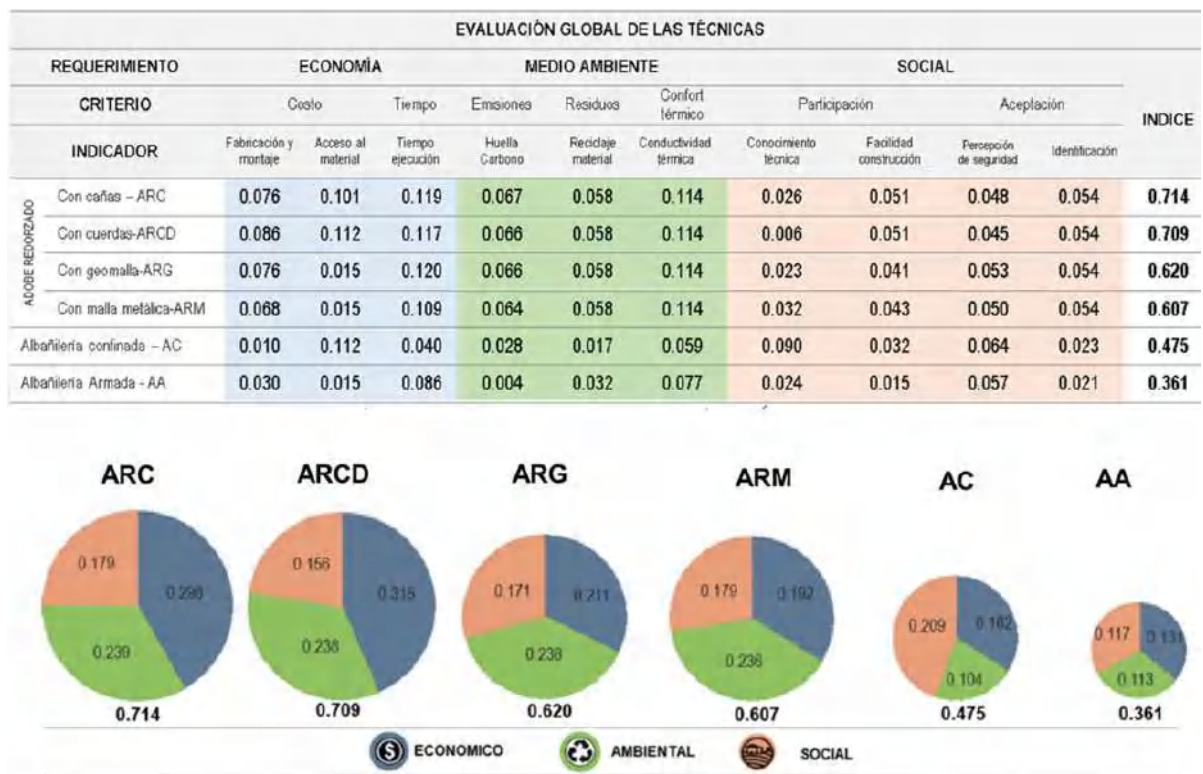 EVALUACIÓN GLOBAL DE LAS TÉCNICAS
REQUERIMIENTO ECONOMÌA MEDIO AMBIENTE SOCIAL INDICE
CRITERIO Costo Tiempo Emisiones Residuos Confort térmico Participación Aceptación
INDICADOR Fabricación y montaje Acceso al material Tiempo ejecución Huella Carbono Reciclaje material Conductividad térmica Conocimiento técnica Facilidad construcción Percepción de seguridad Identificación
ADOBE REDORZADO
Con cañas – ARC 0.076 0.101 0.119 0.067 0.058 0.114 0.026 0.051 0.048 0.054 0.714
Con cuerdas-ARCD 0.086 0.112 0.117 0.066 0.058 0.114 0.006 0.051 0.045 0.054 0.709
Con geomalla-ARG 0.076 0.015 0.120 0.066 0.058 0.114 0.023 0.041 0.053 0.054 0.620
Con malla metálica-ARM 0.068 0.015 0.109 0.064 0.058 0.114 0.032 0.043 0.050 0.054 0.607
Albañilería confinada – AC 0.010 0.112 0.040 0.028 0.017 0.059 0.090 0.032 0.064 0.023 0.475
Albañilería Armada - AA 0.030 0.015 0.086 0.004 0.032 0.077 0.024 0.015 0.057 0.021 0.361
ARC ARCD ARG ARM AC AA
0.179 0.296 0.239
0.156 0.315 0.238
0.171 0.211 0.238
0.179 0.192 0.236
0.209 0.162 0.104
0.117 0.131 0.113
0.714 0.709 0.620 0.607 0.475 0.361
ECONOMICO AMBIENTAL SOCIAL